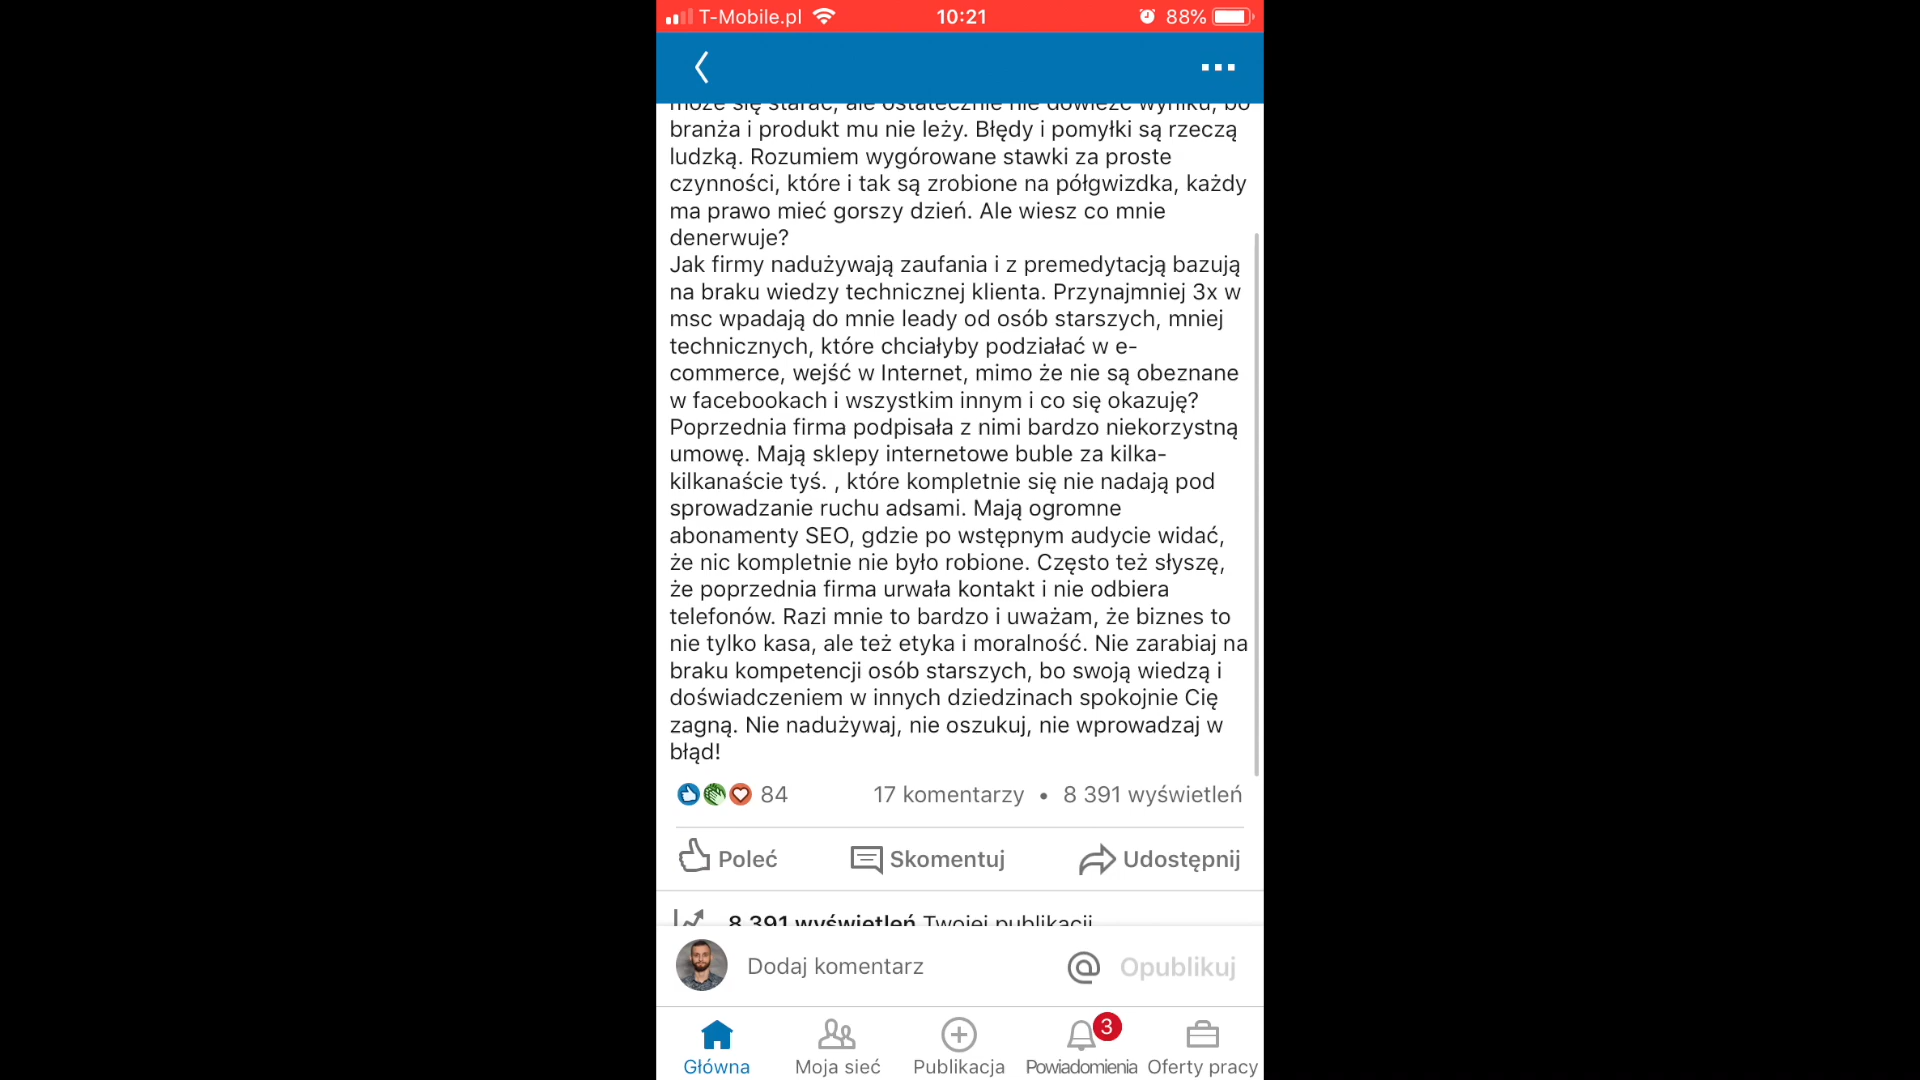 T-Mobile.pl 10:21 88%
może się starać, ale ostatecznie nie dowieźć wyniku, bo
branża i produkt mu nie leży. Błędy i pomyłki są rzeczą
ludzką. Rozumiem wygórowane stawki za proste
czynności, które i tak są zrobione na półgwizdka, każdy
ma prawo mieć gorszy dzień. Ale wiesz co mnie
denerwuje?
Jak firmy nadużywają zaufania i z premedytacją bazują
na braku wiedzy technicznej klienta. Przynajmniej 3x w
msc wpadają do mnie leady od osób starszych, mniej
technicznych, które chciałyby podziałać w e-
commerce, wejść w Internet, mimo że nie są obeznane
w facebookach i wszystkim innym i co się okazuję?
Poprzednia firma podpisała z nimi bardzo niekorzystną
umowę. Mają sklepy internetowe buble za kilka-
kilkanaście tyś. , które kompletnie się nie nadają pod
sprowadzanie ruchu adsami. Mają ogromne
abonamenty SEO, gdzie po wstępnym audycie widać,
że nic kompletnie nie było robione. Często też słyszę,
że poprzednia firma urwała kontakt i nie odbiera
telefonów. Razi mnie to bardzo i uważam, że biznes to
nie tylko kasa, ale też etyka i moralność. Nie zarabiaj na
braku kompetencji osób starszych, bo swoją wiedzą i
doświadczeniem w innych dziedzinach spokojnie Cię
zagną. Nie nadużywaj, nie oszukuj, nie wprowadzaj w
błąd!
84 17 komentarzy • 8 391 wyświetleń
Poleć Skomentuj Udostępnij
8 391 wyświetleń Twojej publikacji
Dodaj komentarz @ Opublikuj
3
Główna Moja sieć Publikacja Powiadomienia Oferty pracy